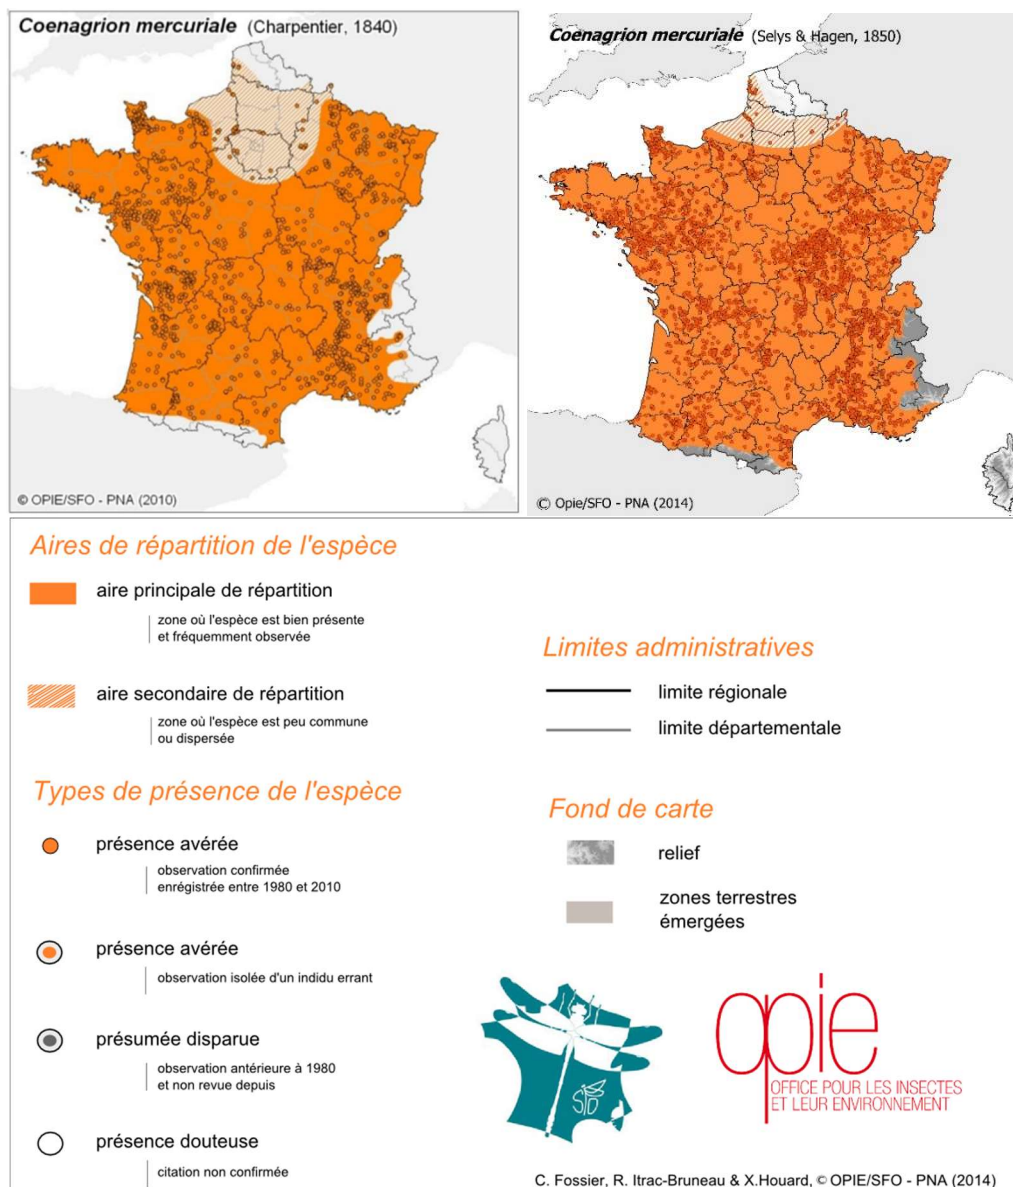 Coenagrion mercuriale (Charpentier, 1840)
© OPIE/SFO - PNA (2010)
Coenagrion mercuriale (Selys & Hagen, 1850)
© Opie/SFO - PNA (2014)
Aires de répartition de l'espèce
aire principale de répartition
zone où l'espèce est bien présente
et fréquemment observée
aire secondaire de répartition
zone où l'espèce est peu commune
ou dispersée
Types de présence de l'espèce
présence avérée
observation confirmée
enrégistrée entre 1980 et 2010
présence avérée
observation isolée d'un indidu errant
présumée disparue
observation antérieure à 1980
et non revue depuis
présence douteuse
citation non confirmée
Limites administratives
limite régionale
limite départementale
Fond de carte
relief
zones terrestres
émergées
sfo
opie
OFFICE POUR LES INSECTES
ET LEUR ENVIRONNEMENT
C. Fossier, R. Itrac-Bruneau & X.Houard, © OPIE/SFO - PNA (2014)